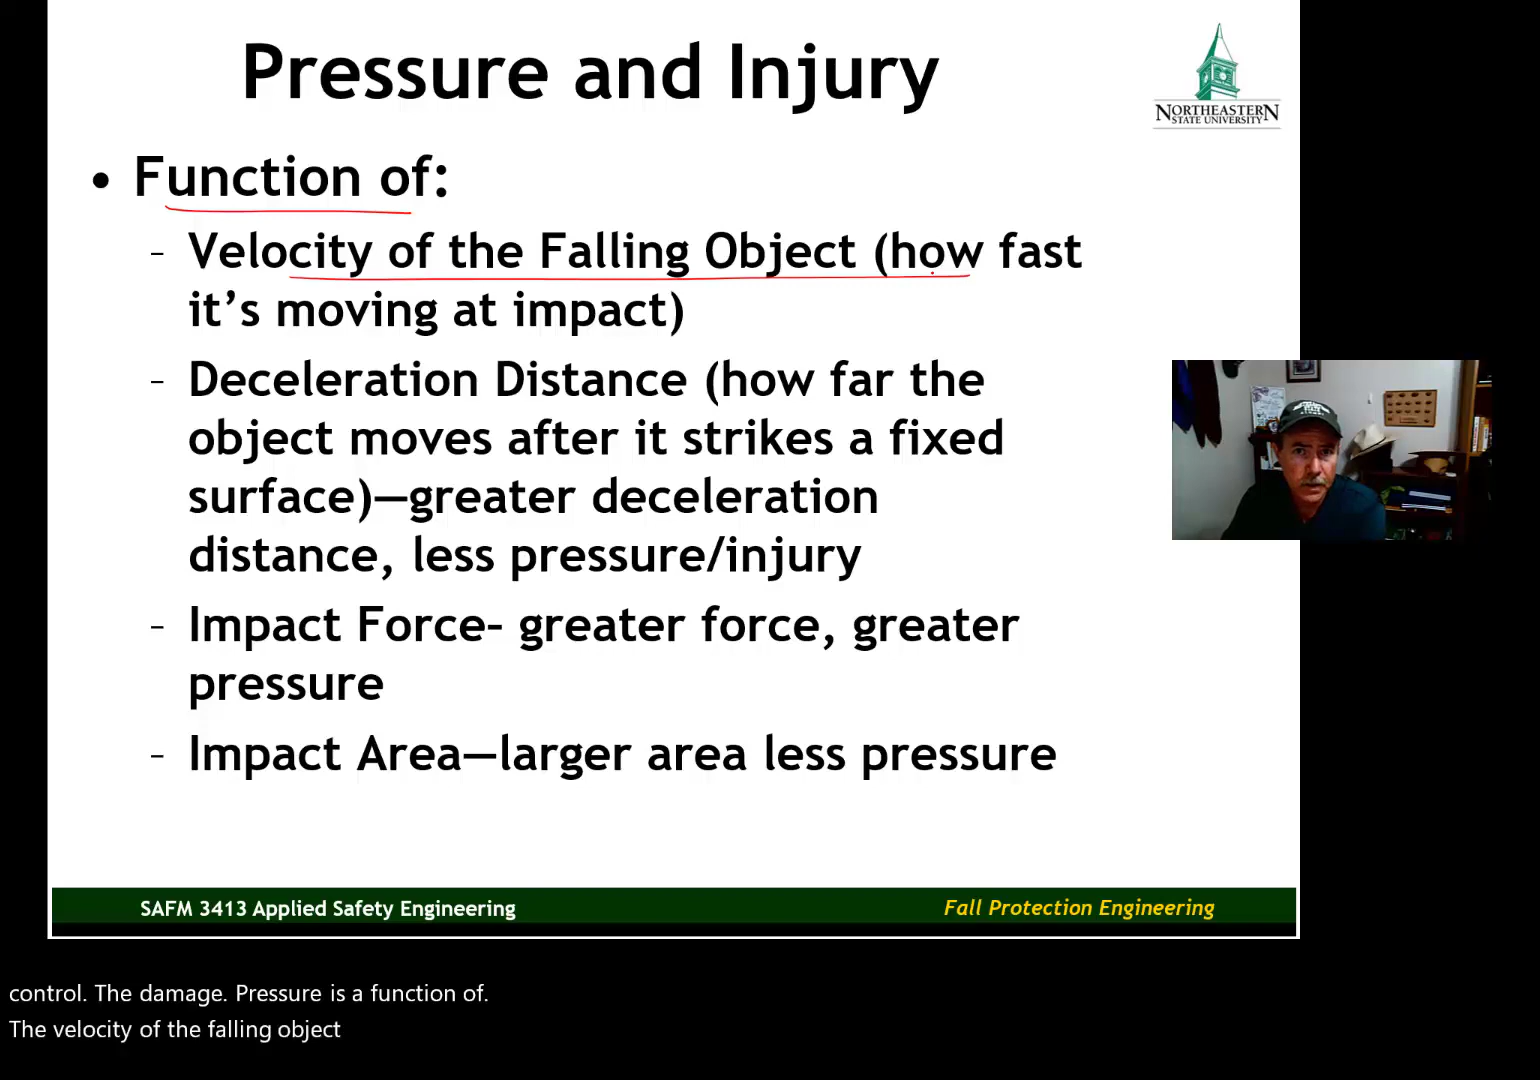 Pressure and Injury
NORTHEASTERN
STATE UNIVERSITY
• Function of:
– Velocity of the Falling Object (how fast
it’s moving at impact)
– Deceleration Distance (how far the
object moves after it strikes a fixed
surface)—greater deceleration
distance, less pressure/injury
– Impact Force– greater force, greater
pressure
– Impact Area—larger area less pressure
SAFM 3413 Applied Safety Engineering
Fall Protection Engineering
control. The damage. Pressure is a function of.
The velocity of the falling object